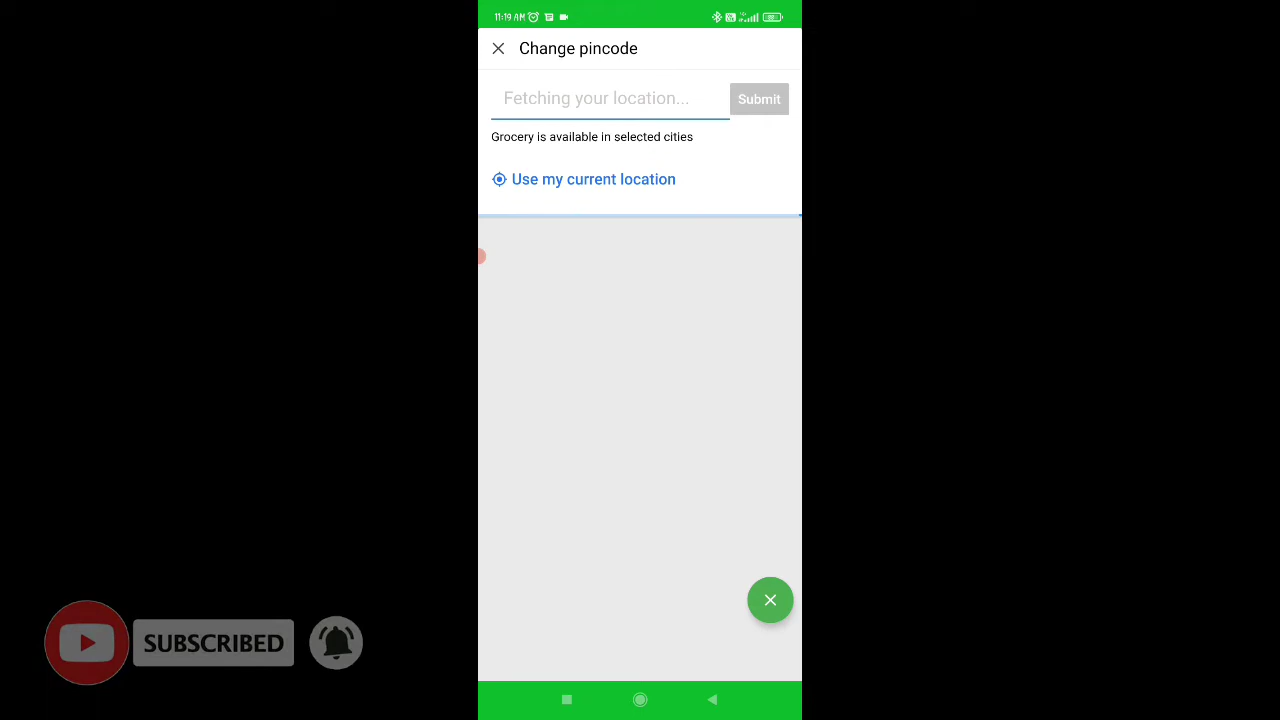 11:19 AM
Change pincode
Fetching your location...
Submit
Grocery is available in selected cities
Use my current location
SUBSCRIBED